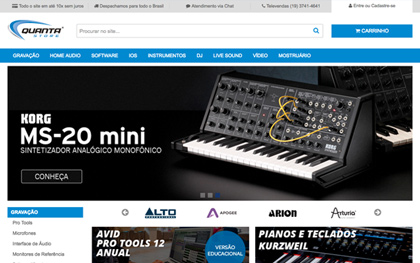 Todo o site em até 10x sem juros
Despachamos para todo o Brasil
Atendimento via Chat
Televendas (19) 3741-4641
Entre ou Cadastre-se
QUANTA
STORE
Procurar no site...
CARRINHO
GRAVAÇÃO HOME AUDIO SOFTWARE IOS INSTRUMENTOS DJ LIVE SOUND VÍDEO MOSTRUÁRIO
KORG
MS-20 mini
SINTETIZADOR ANALÓGICO MONOFÔNICO
CONHEÇA
GRAVAÇÃO
Pro Tools
Microfones
Interface de Áudio
Monitores de Referência
ALTO
APOGEE
ARION
Arturia
AVID
PRO TOOLS 12
ANUAL
VERSÃO
EDUCACIONAL
PIANOS E TECLADOS
KURZWEIL